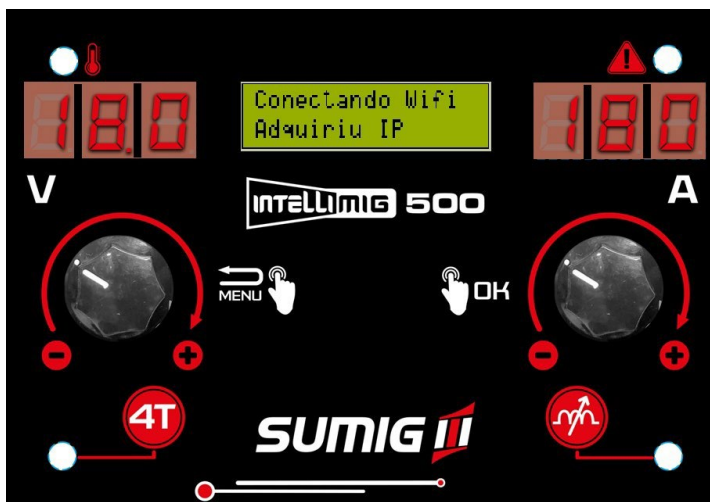 18.0
Conectando Wifi
Adquiriu IP
180
V
A
INTELLIMIG 500
MENU
OK
4T
SUMIG